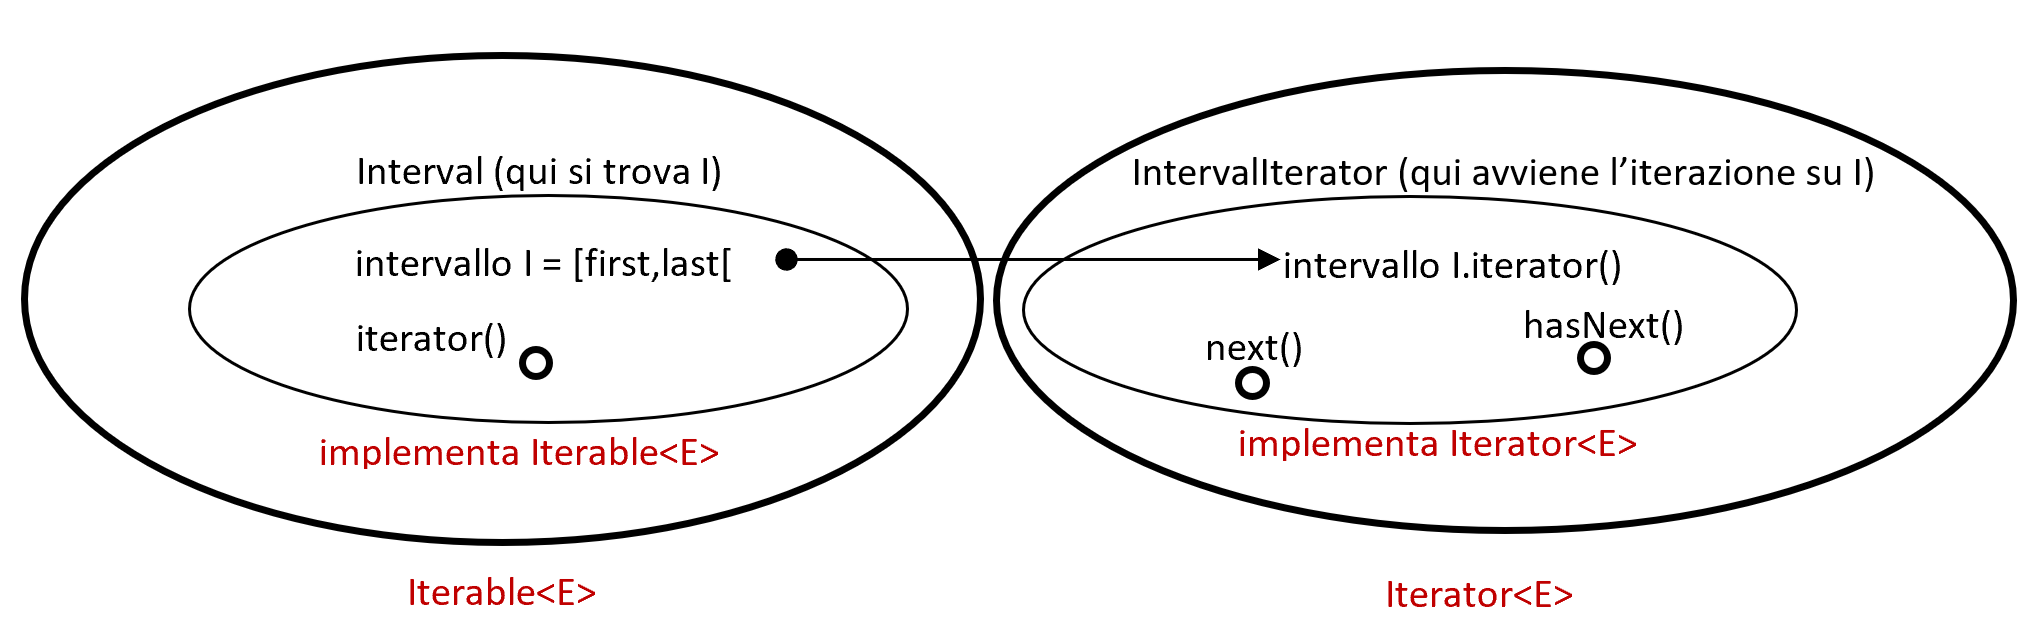 Interval (qui si trova I)
intervallo I = [first,last[
iterator()
implementa Iterable<E>
Iterable<E>
IntervalIterator (qui avviene l’iterazione su I)
intervallo I.iterator()
hasNext()
next()
implementa Iterator<E>
Iterator<E>